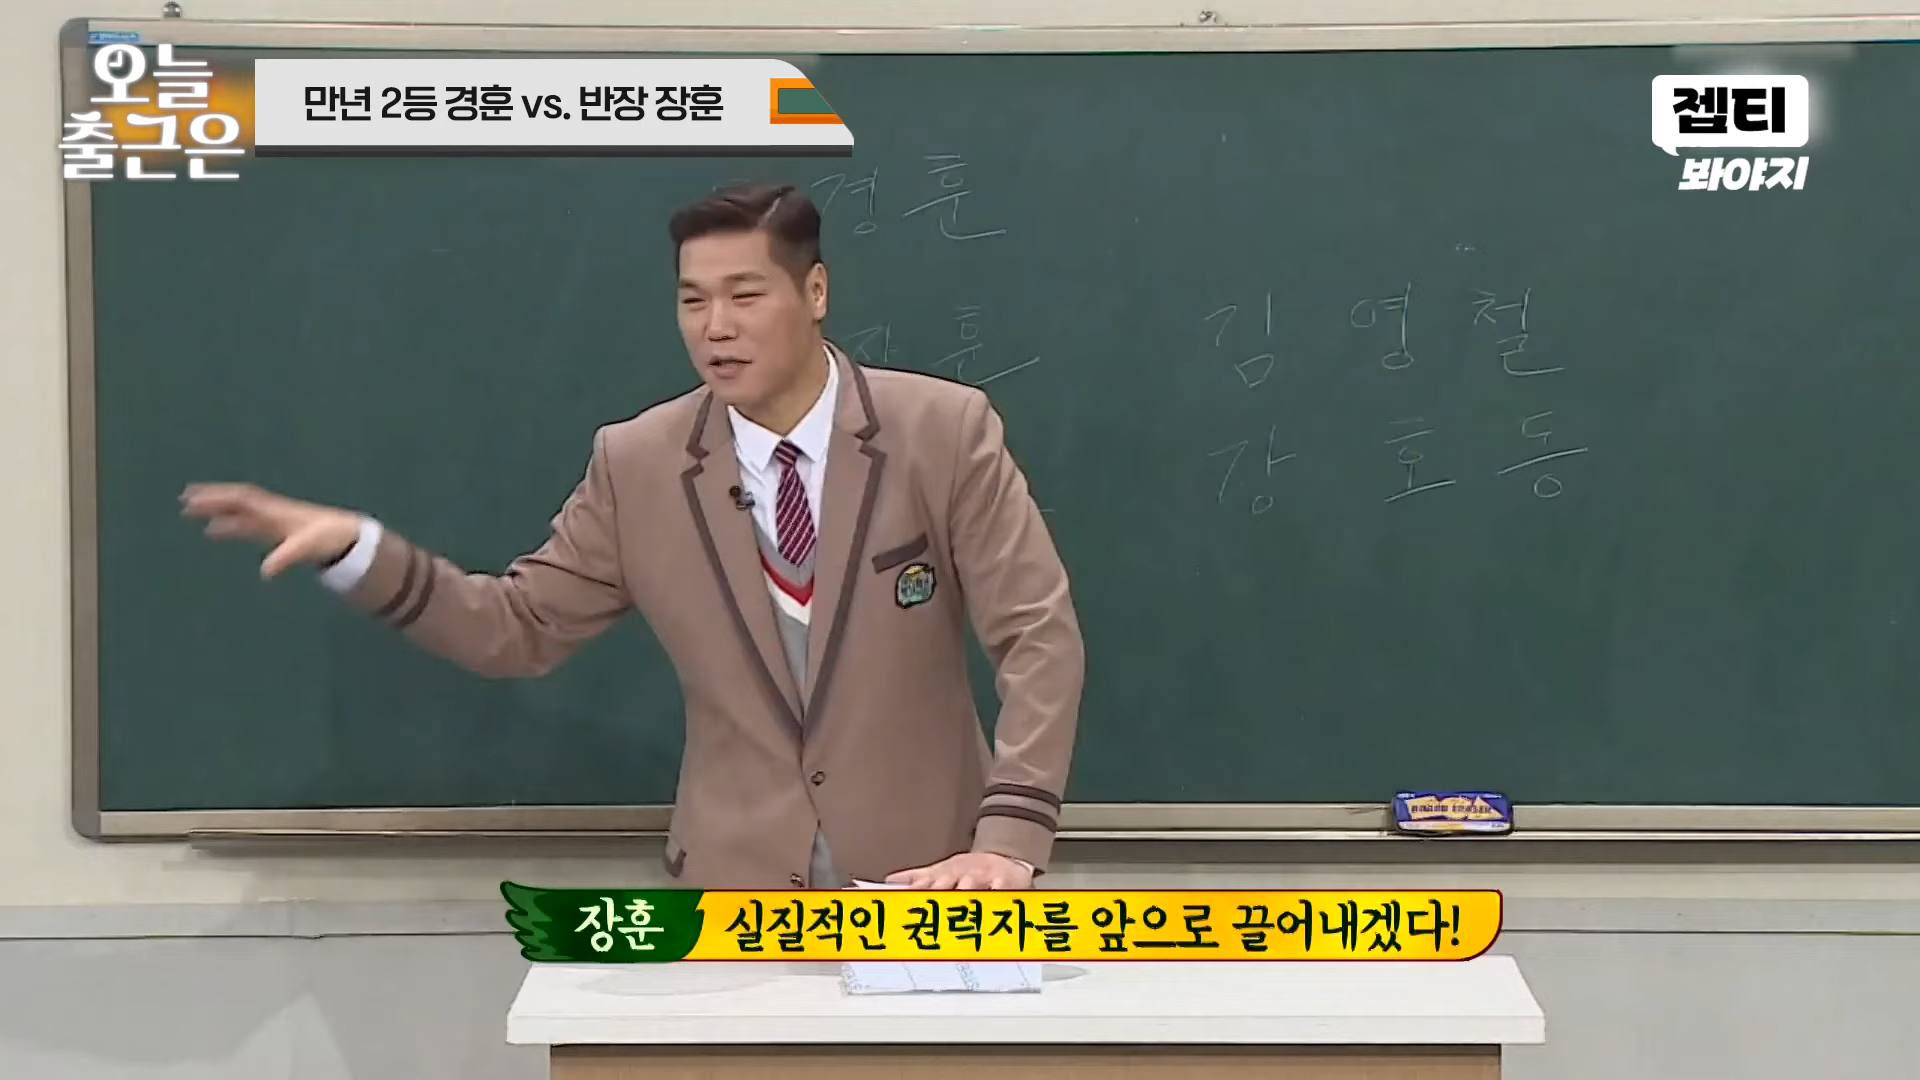 오늘
출근은
만년 2등 경훈 vs. 반장 장훈
젭티
봐야지
경훈
장훈
김영철
강호동
장훈 실질적인 권력자를 앞으로 끌어내겠다!